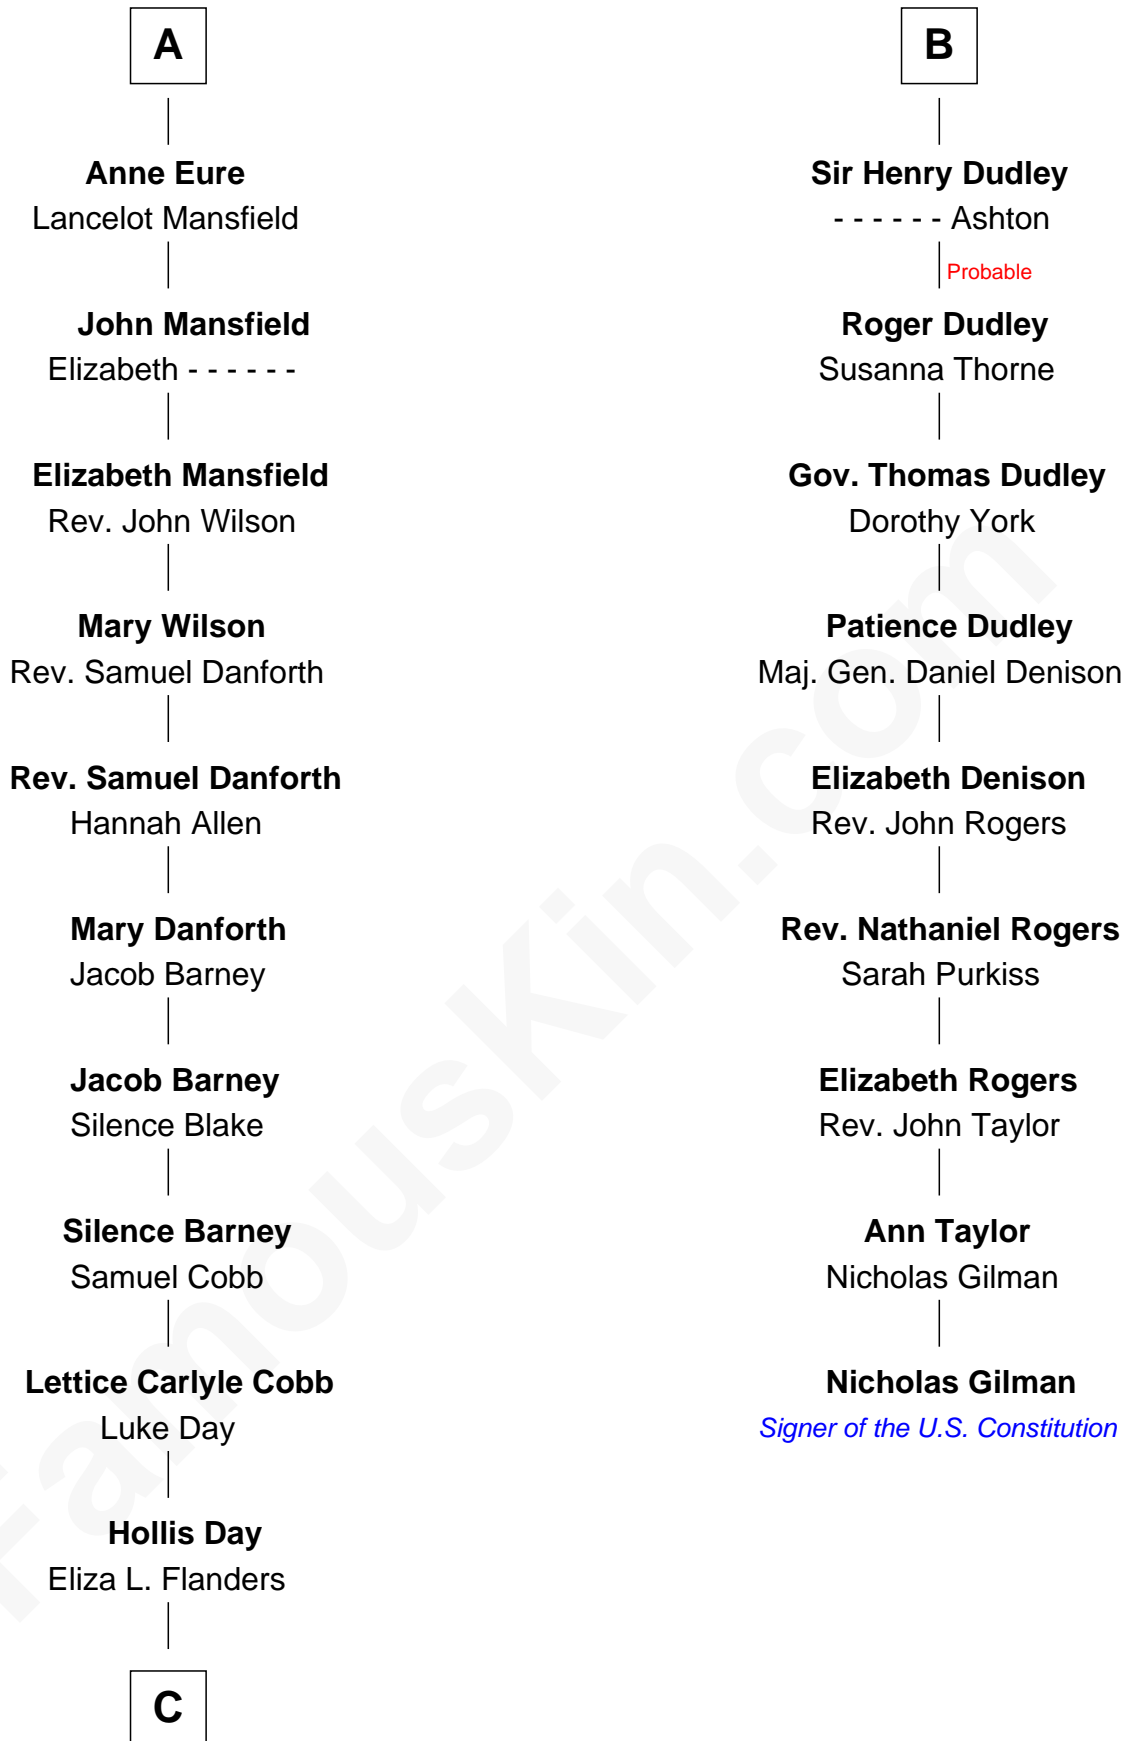 A
Anne Eure
Lancelot Mansfield
John Mansfield
Elizabeth - - - - - -
Elizabeth Mansfield
Rev. John Wilson
Mary Wilson
Rev. Samuel Danforth
Rev. Samuel Danforth
Hannah Allen
Mary Danforth
Jacob Barney
Jacob Barney
Silence Blake
Silence Barney
Samuel Cobb
Lettice Carlyle Cobb
Luke Day
Hollis Day
Eliza L. Flanders
C
B
Sir Henry Dudley
- - - - - - Ashton
Probable
Roger Dudley
Susanna Thorne
Gov. Thomas Dudley
Dorothy York
Patience Dudley
Maj. Gen. Daniel Denison
Elizabeth Denison
Rev. John Rogers
Rev. Nathaniel Rogers
Sarah Purkiss
Elizabeth Rogers
Rev. John Taylor
Ann Taylor
Nicholas Gilman
Nicholas Gilman
Signer of the U.S. Constitution
FamousKin.com